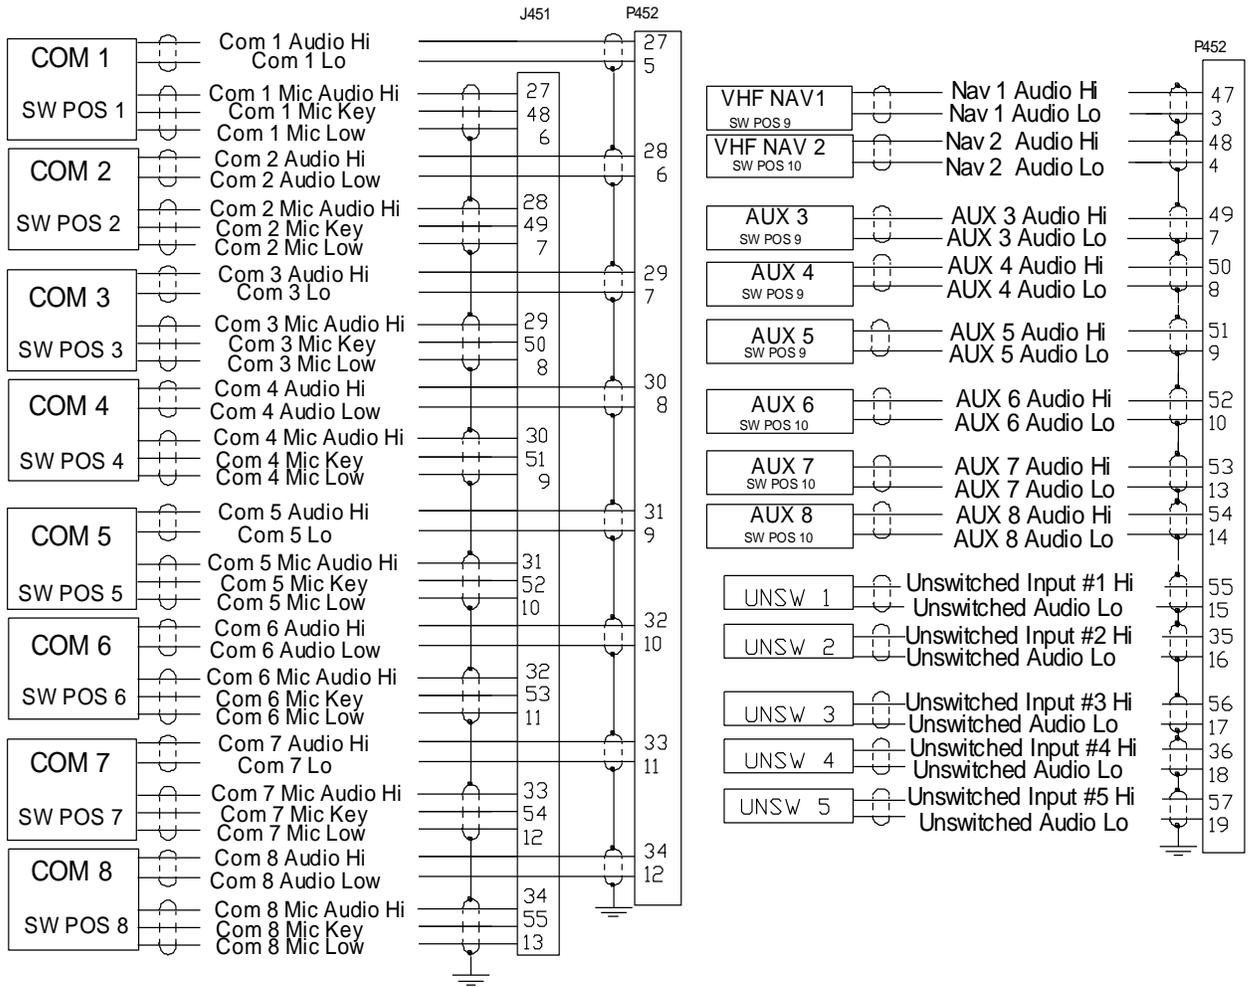 J451
P452
COM 1
SW POS 1
Com 1 Audio Hi
27
Com 1 Lo
5
Com 1 Mic Audio Hi
27
Com 1 Mic Key
48
Com 1 Mic Low
6
COM 2
SW POS 2
Com 2 Audio Hi
28
Com 2 Audio Low
6
Com 2 Mic Audio Hi
28
Com 2 Mic Key
49
Com 2 Mic Low
7
COM 3
SW POS 3
Com 3 Audio Hi
29
Com 3 Lo
7
Com 3 Mic Audio Hi
29
Com 3 Mic Key
50
Com 3 Mic Low
8
COM 4
SW POS 4
Com 4 Audio Hi
30
Com 4 Audio Low
8
Com 4 Mic Audio Hi
30
Com 4 Mic Key
51
Com 4 Mic Low
9
COM 5
SW POS 5
Com 5 Audio Hi
31
Com 5 Lo
9
Com 5 Mic Audio Hi
31
Com 5 Mic Key
52
Com 5 Mic Low
10
COM 6
SW POS 6
Com 6 Audio Hi
32
Com 6 Audio Low
10
Com 6 Mic Audio Hi
32
Com 6 Mic Key
53
Com 6 Mic Low
11
COM 7
SW POS 7
Com 7 Audio Hi
33
Com 7 Lo
11
Com 7 Mic Audio Hi
33
Com 7 Mic Key
54
Com 7 Mic Low
12
COM 8
SW POS 8
Com 8 Audio Hi
34
Com 8 Audio Low
12
Com 8 Mic Audio Hi
34
Com 8 Mic Key
55
Com 8 Mic Low
13
P452
VHF NAV1
SW POS 9
Nav 1 Audio Hi
47
Nav 1 Audio Lo
3
VHF NAV 2
SW POS 10
Nav 2 Audio Hi
48
Nav 2 Audio Lo
4
AUX 3
SW POS 9
AUX 3 Audio Hi
49
AUX 3 Audio Lo
7
AUX 4
SW POS 9
AUX 4 Audio Hi
50
AUX 4 Audio Lo
8
AUX 5
SW POS 9
AUX 5 Audio Hi
51
AUX 5 Audio Lo
9
AUX 6
SW POS 10
AUX 6 Audio Hi
52
AUX 6 Audio Lo
10
AUX 7
SW POS 10
AUX 7 Audio Hi
53
AUX 7 Audio Lo
13
AUX 8
SW POS 10
AUX 8 Audio Hi
54
AUX 8 Audio Lo
14
UNSW 1
Unswitched Input #1 Hi
55
Unswitched Audio Lo
15
UNSW 2
Unswitched Input #2 Hi
35
Unswitched Audio Lo
16
UNSW 3
Unswitched Input #3 Hi
56
Unswitched Audio Lo
17
UNSW 4
Unswitched Input #4 Hi
36
Unswitched Audio Lo
18
UNSW 5
Unswitched Input #5 Hi
57
Unswitched Audio Lo
19